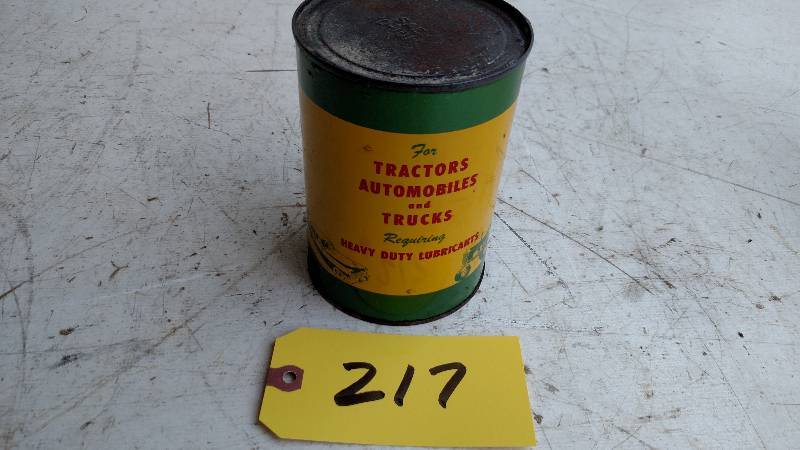 For
TRACTORS
AUTOMOBILES
and
TRUCKS
Requiring
HEAVY DUTY LUBRICANTS
217